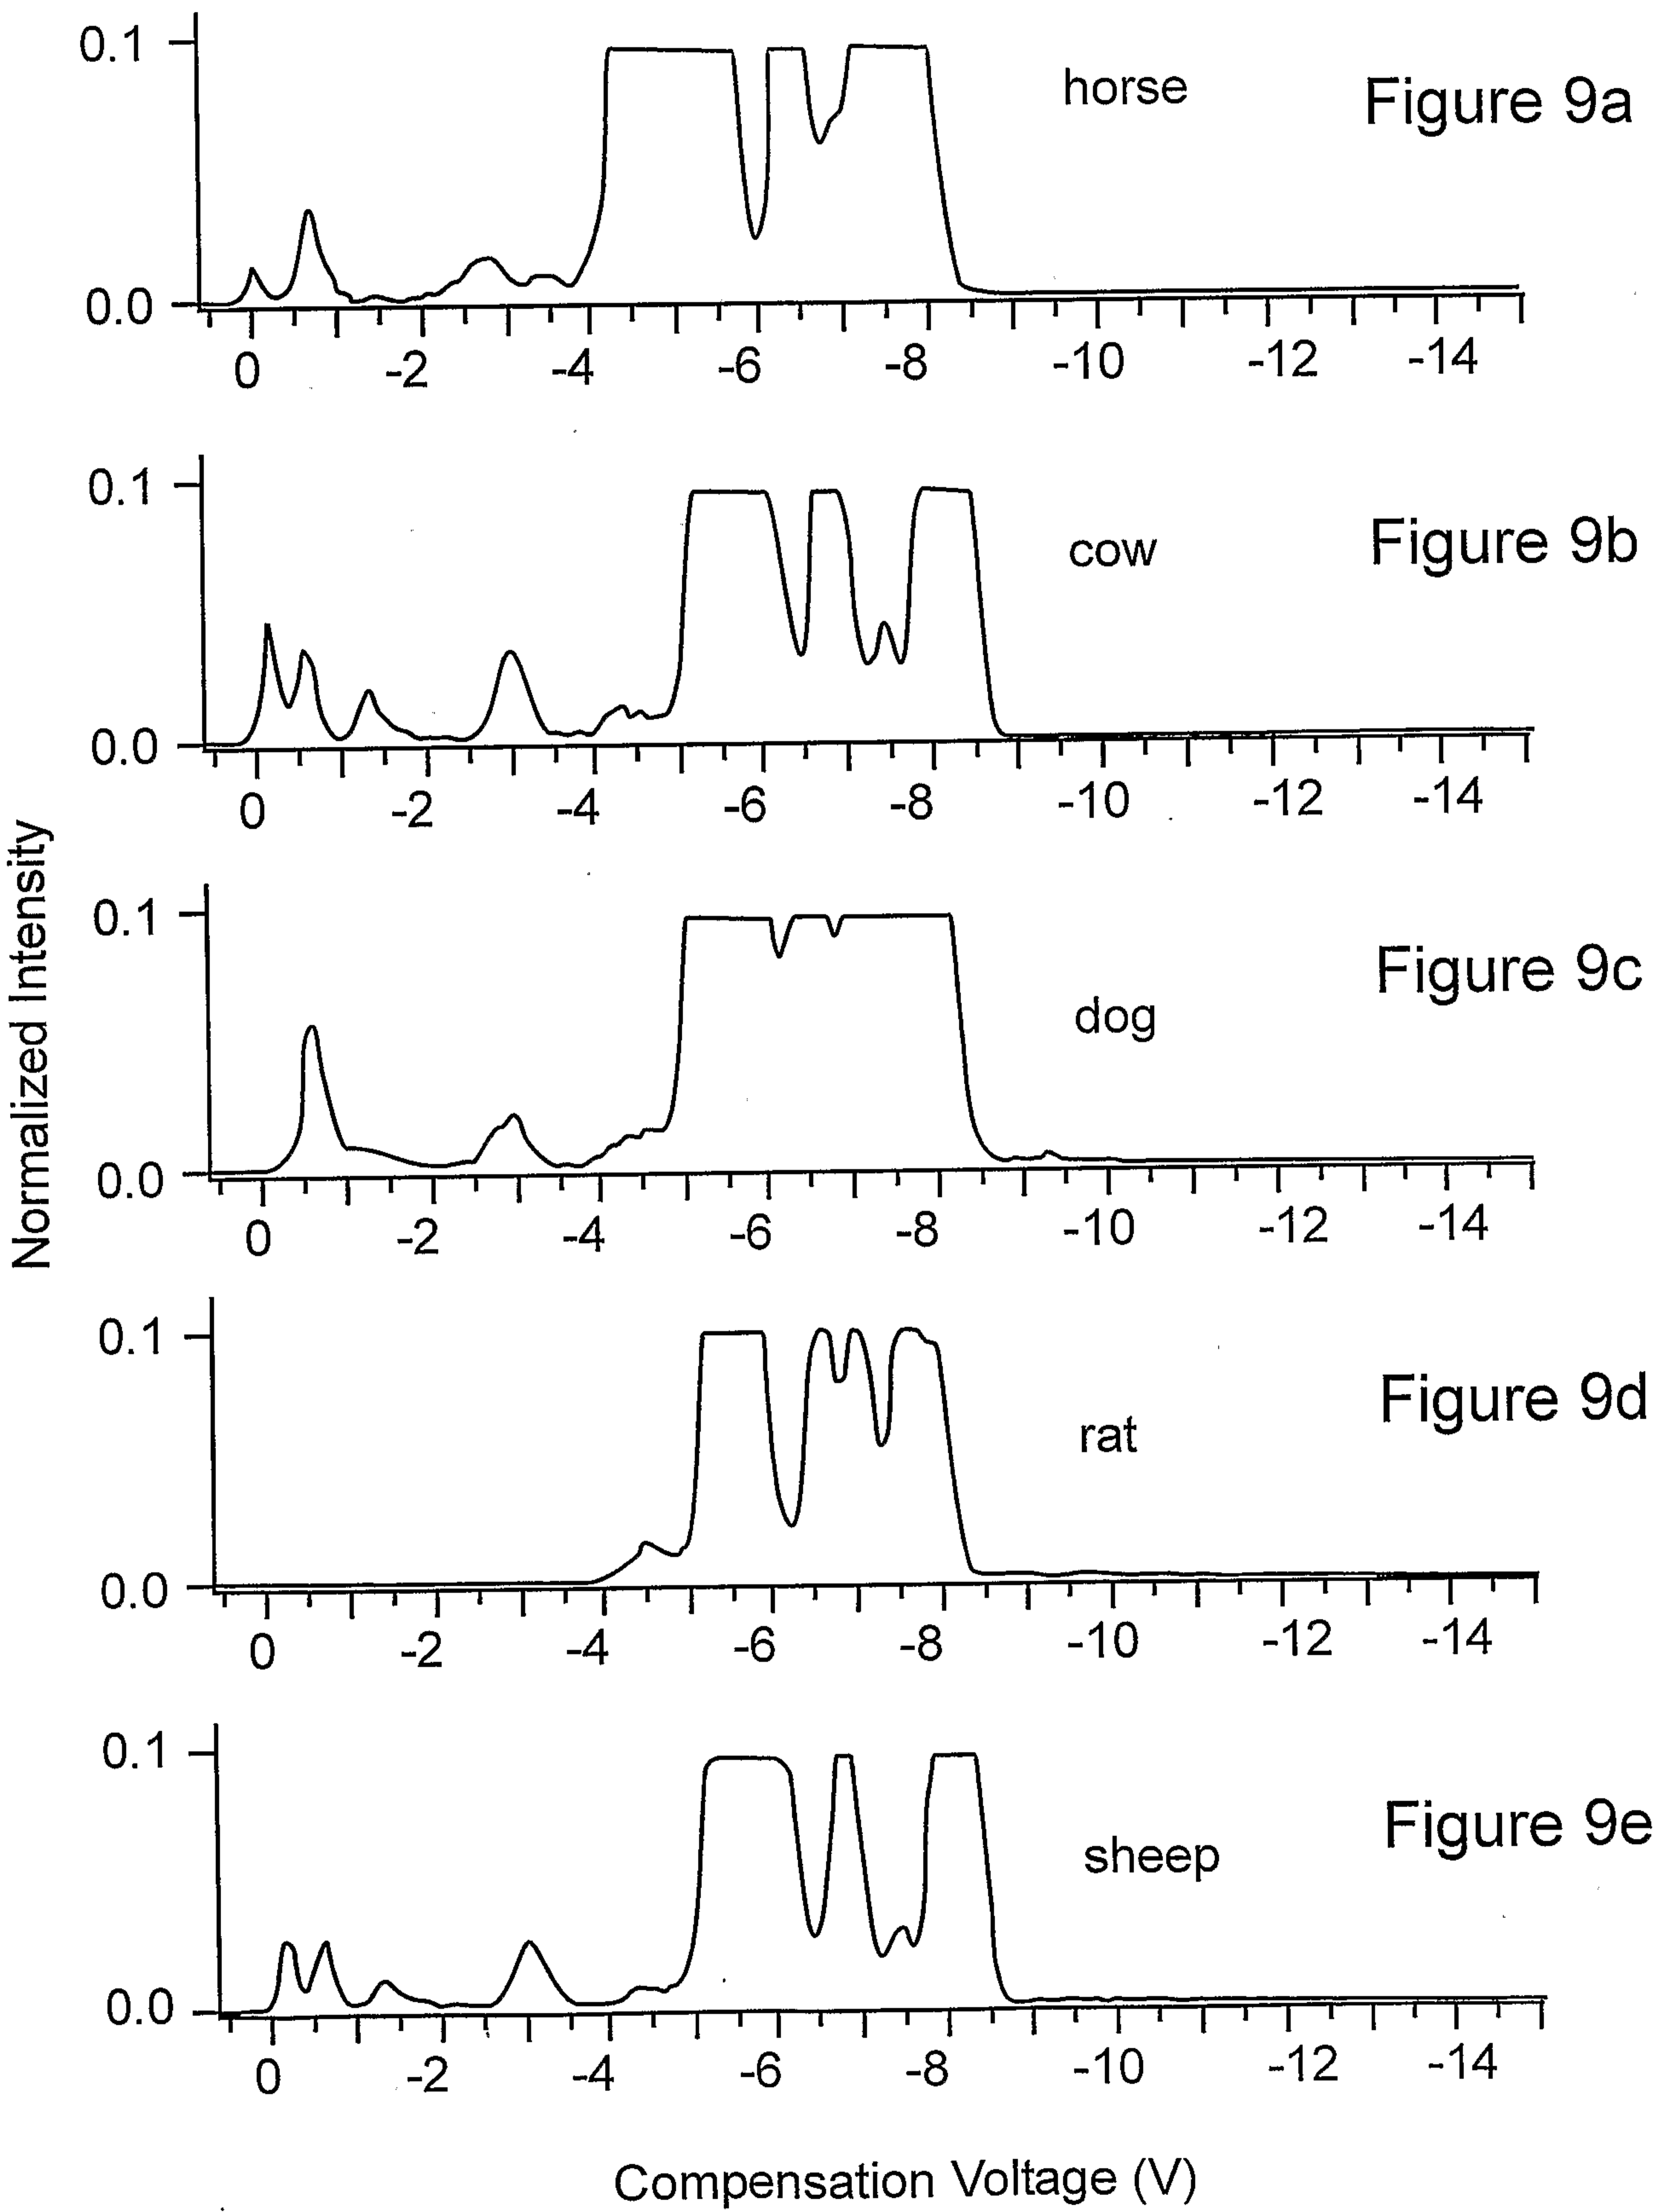 0.1
horse
Figure 9a
0.0
0 -2 -4 -6 -8 -10 -12 -14
0.1
cow
Figure 9b
0.0
0 -2 -4 -6 -8 -10 -12 -14
Normalized Intensity
0.1
Figure 9c
dog
0.0
0 -2 -4 -6 -8 -10 -12 -14
0.1
Figure 9d
rat
0.0
0 -2 -4 -6 -8 -10 -12 -14
0.1
Figure 9e
sheep
0.0
0 -2 -4 -6 -8 -10 -12 -14
Compensation Voltage (V)